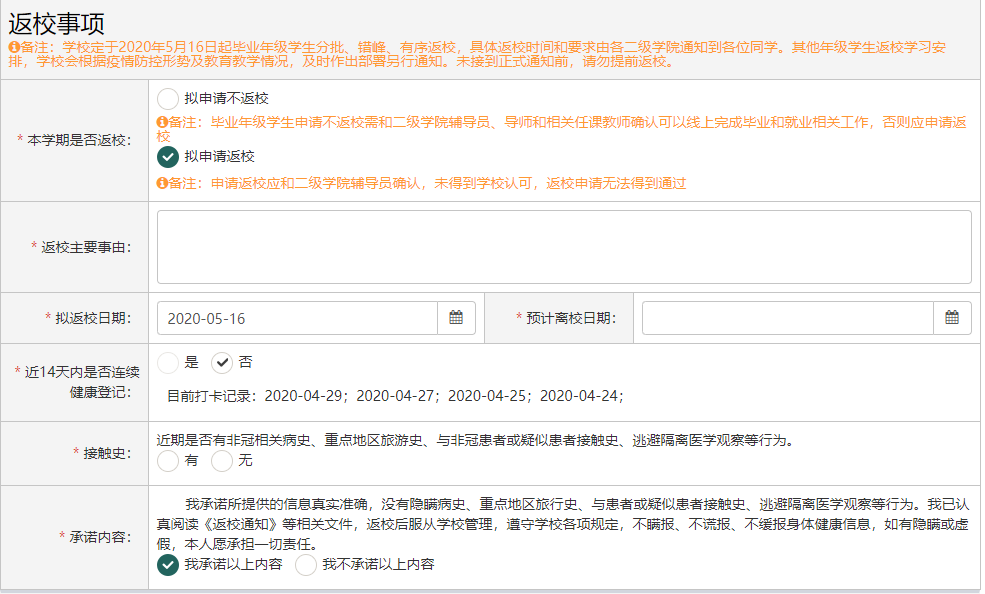 返校事项
备注：学校定于2020年5月16日起毕业年级学生分批、错峰、有序返校，具体返校时间和要求由各二级学院通知到各位同学。其他年级学生返校学习安
排，学校会根据疫情防控形势及教育教学情况，及时作出部署另行通知。未接到正式通知前，请勿提前返校。
* 本学期是否返校：
拟申请不返校
备注：毕业年级学生申请不返校需和二级学院辅导员、导师和相关任课教师确认可以线上完成毕业和就业相关工作，否则应申请返
校
拟申请返校
备注：申请返校应和二级学院辅导员确认，未得到学校认可，返校申请无法得到通过
* 返校主要事由：
* 拟返校日期： 2020-05-16 * 预计离校日期：
* 近14天内是否连续
健康登记：
是 否
目前打卡记录：2020-04-29；2020-04-27；2020-04-25；2020-04-24；
* 接触史：
近期是否有非冠相关病史、重点地区旅游史、与非冠患者或疑似患者接触史、逃避隔离医学观察等行为。
有 无
* 承诺内容：
我承诺所提供的信息真实准确，没有隐瞒病史、重点地区旅行史、与患者或疑似患者接触史、逃避隔离医学观察等行为。我已认
真阅读《返校通知》等相关文件，返校后服从学校管理，遵守学校各项规定，不瞒报、不谎报、不缓报身体健康信息，如有隐瞒或虚
假，本人愿承担一切责任。
我承诺以上内容 我不承诺以上内容